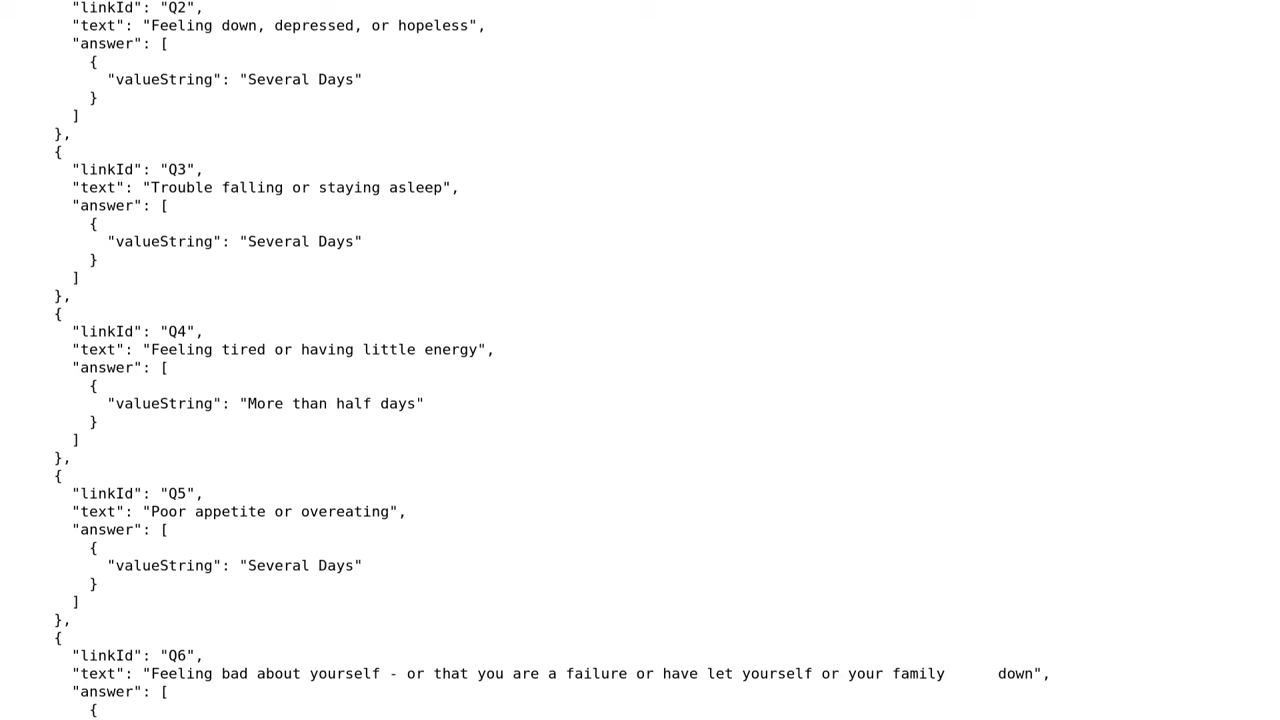 "linkId": "Q2",
"text": "Feeling down, depressed, or hopeless",
"answer": [
{
"valueString": "Several Days"
}
]
},
{
"linkId": "Q3",
"text": "Trouble falling or staying asleep",
"answer": [
{
"valueString": "Several Days"
}
]
},
{
"linkId": "Q4",
"text": "Feeling tired or having little energy",
"answer": [
{
"valueString": "More than half days"
}
]
},
{
"linkId": "Q5",
"text": "Poor appetite or overeating",
"answer": [
{
"valueString": "Several Days"
}
]
},
{
"linkId": "Q6",
"text": "Feeling bad about yourself - or that you are a failure or have let yourself or your family      down",
"answer": [
{